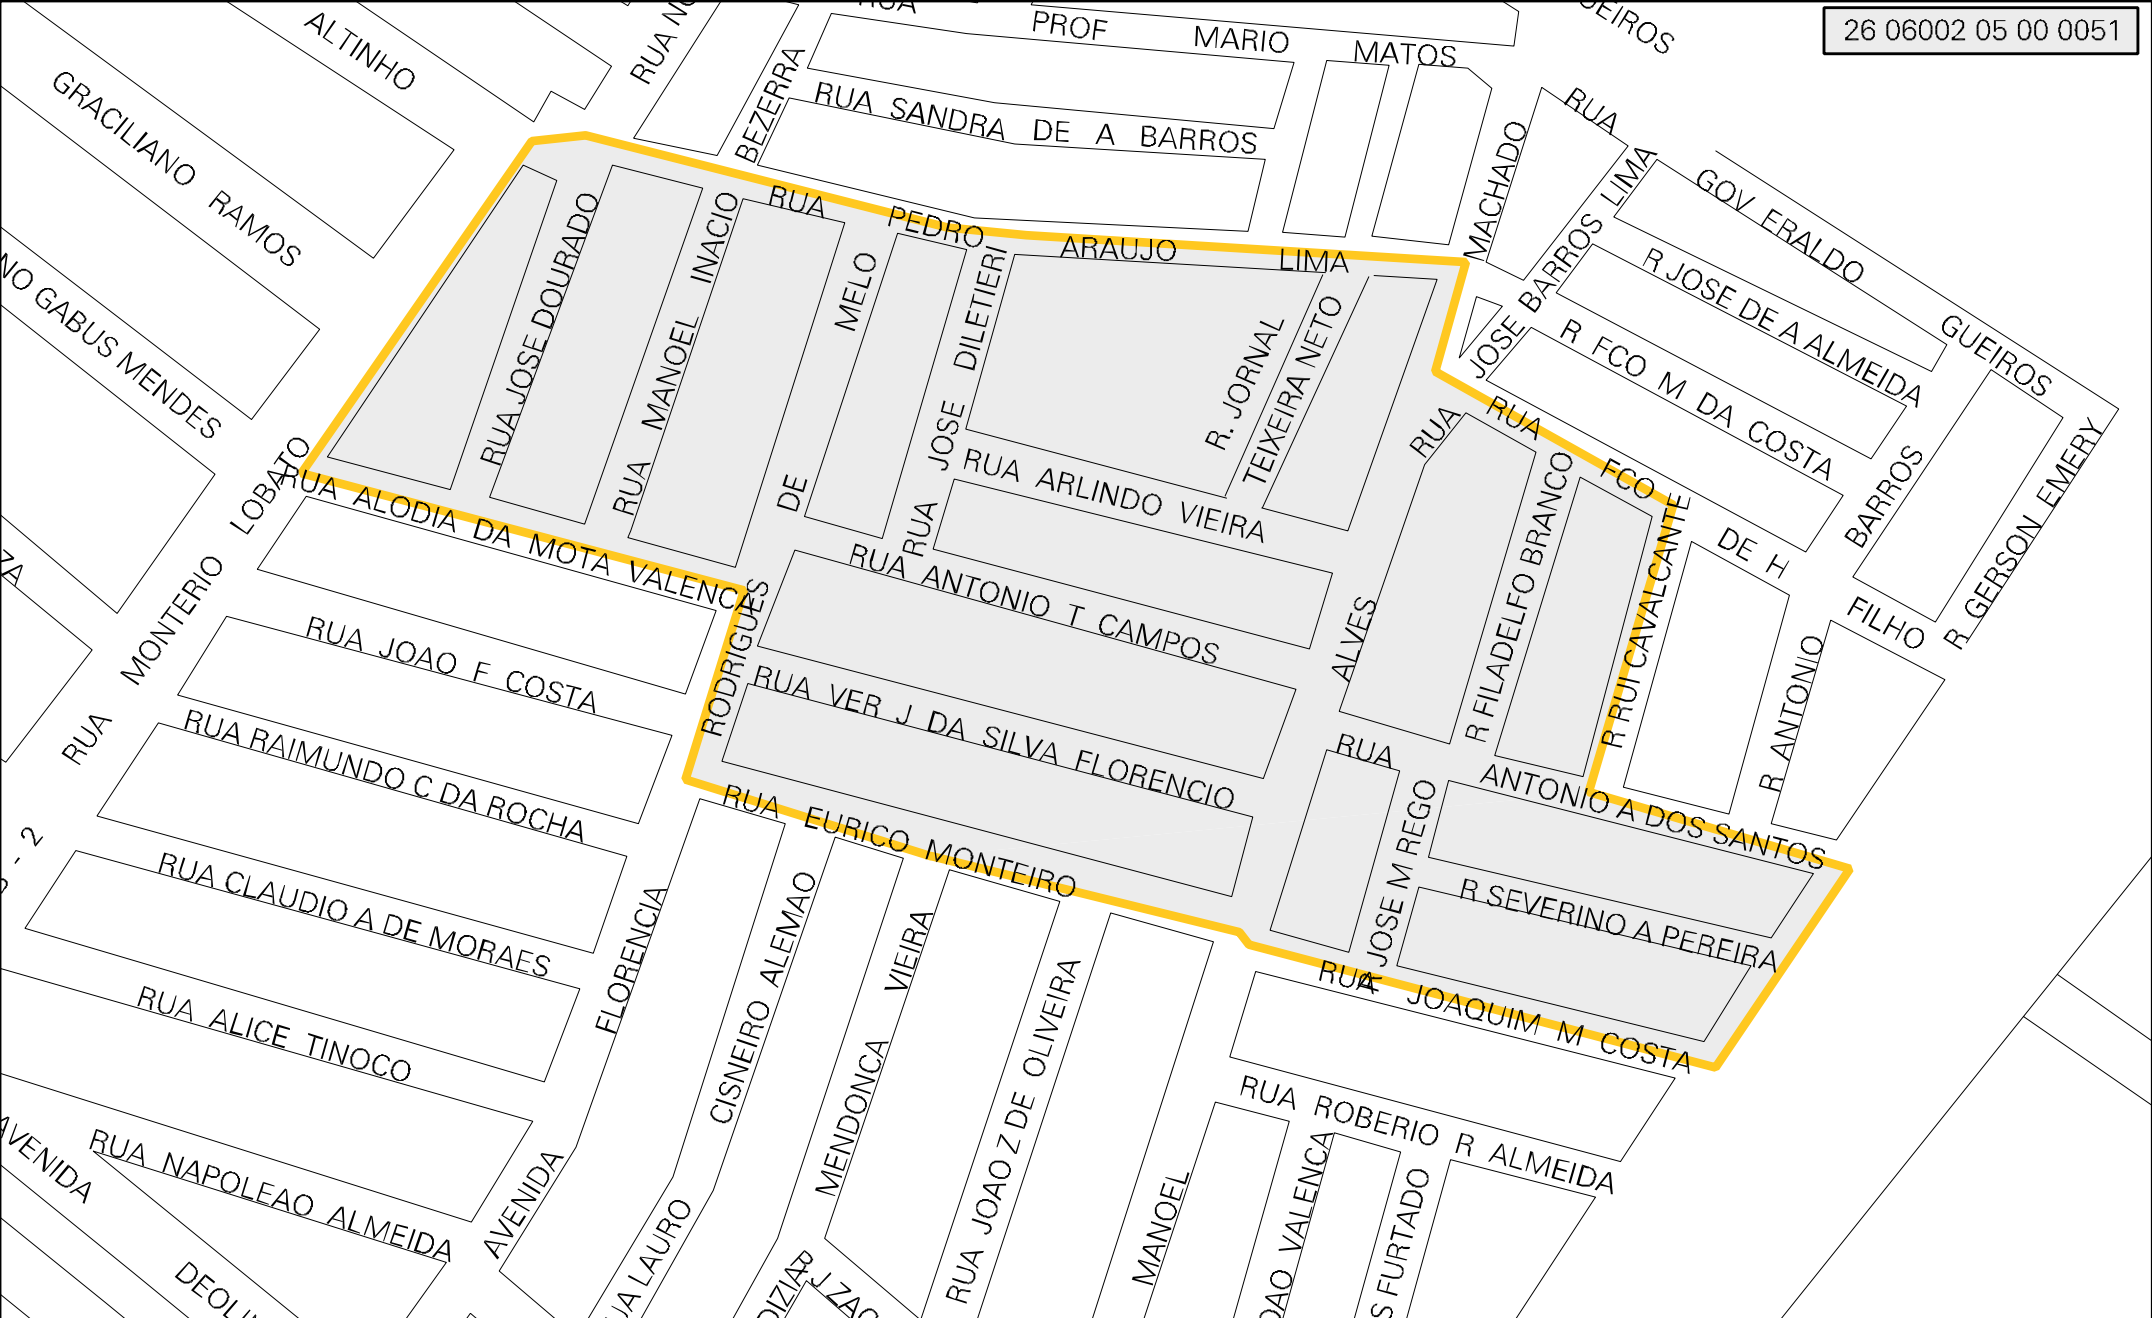 26 06002 05 00 0051
ALTINHO
GRACILIANO RAMOS
GABUS MENDES
BEZERRA
PROF MARIO MATOS
RUA SANDRA DE A BARROS
MACHADO
RUA
GOV ERALDO GUEIROS
JOSE BARROS LIMA
R JOSE DE A ALMEIDA
R FCO M DA COSTA
BARROS
R GERSON EMERY
RUA PEDRO ARAUJO LIMA
RUA JOSE DOURADO
RUA MANOEL INACIO
DE MELO
RUA JOSE DILETIERI
R. JORNAL
TEIXEIRA NETO
RUA ARLINDO VIEIRA
RUA FCO DE H FILHO
RUA ALVES
R FILADELFO BRANCO
R RUI CAVALCANTE
R ANTONIO
RUA MONTERIO LOBATO
RUA ALODIA DA MOTA VALENCA
RODRIGUES
RUA ANTONIO T CAMPOS
RUA JOAO F COSTA
RUA VER J DA SILVA FLORENCIO
RUA RAIMUNDO C DA ROCHA
RUA EURICO MONTEIRO
RUA ANTONIO A DOS SANTOS
R JOSE M REGO
R SEVERINO A PEREIRA
RUA JOAQUIM M COSTA
RUA CLAUDIO A DE MORAES
AVENIDA FLORENCIA
CISNEIRO ALEMAO
MENDONCA VIEIRA
RUA JOAO Z DE OLIVEIRA
RUA ALICE TINOCO
RUA ROBERIO R ALMEIDA
MANOEL
VALENCA
FURTADO
RUA NAPOLEAO ALMEIDA
AVENIDA
LAURO